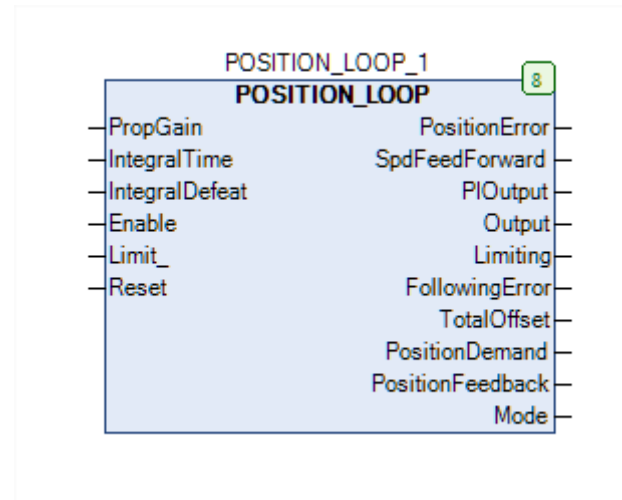 POSITION_LOOP_1
8
POSITION_LOOP
PropGain PositionError
IntegralTime SpdFeedForward
IntegralDefeat PIOutput
Enable Output
Limit_ Limiting
Reset FollowingError
TotalOffset
PositionDemand
PositionFeedback
Mode